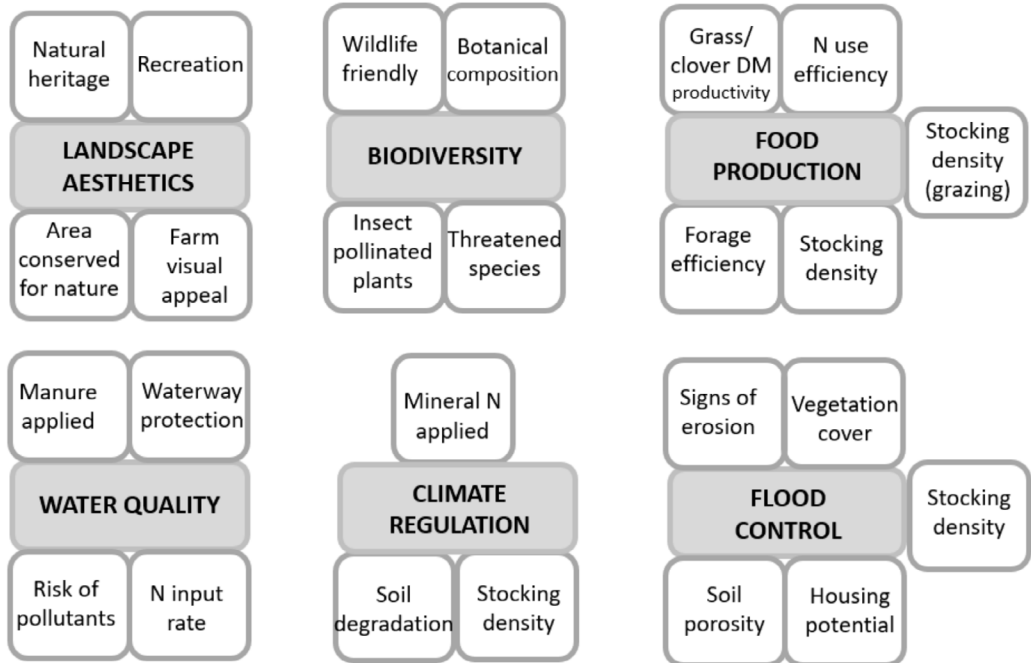 Natural
heritage
Recreation
LANDSCAPE
AESTHETICS
Area
conserved
for nature
Farm
visual
appeal
Wildlife
friendly
Botanical
composition
BIODIVERSITY
Insect
pollinated
plants
Threatened
species
Grass/
clover DM
productivity
N use
efficiency
FOOD
PRODUCTION
Stocking
density
(grazing)
Forage
efficiency
Stocking
density
Manure
applied
Waterway
protection
WATER QUALITY
Risk of
pollutants
N input
rate
Mineral N
applied
CLIMATE
REGULATION
Soil
degradation
Stocking
density
Signs of
erosion
Vegetation
cover
FLOOD
CONTROL
Stocking
density
Soil
porosity
Housing
potential